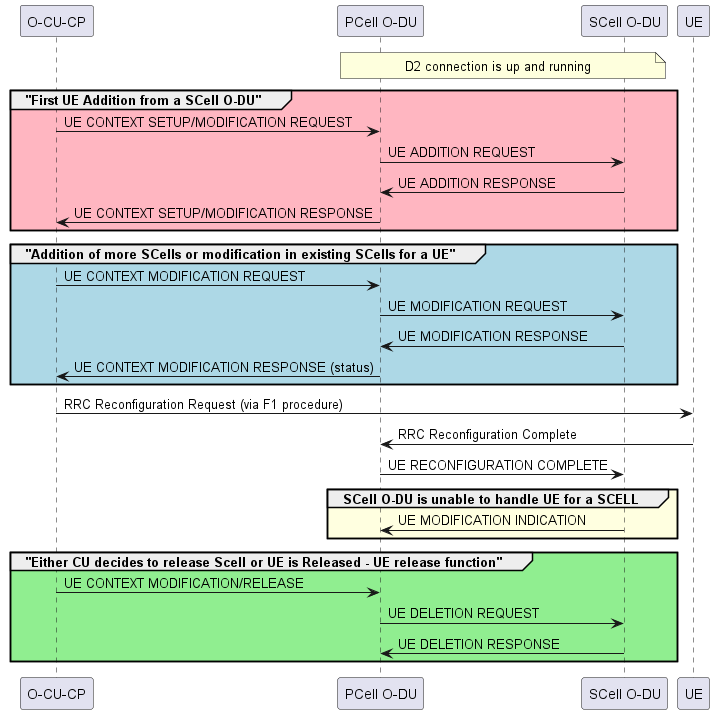 O-CU-CP
PCell O-DU
SCell O-DU
UE
D2 connection is up and running
"First UE Addition from a SCell O-DU"
UE CONTEXT SETUP/MODIFICATION REQUEST
UE ADDITION REQUEST
UE ADDITION RESPONSE
UE CONTEXT SETUP/MODIFICATION RESPONSE
"Addition of more SCells or modification in existing SCells for a UE"
UE CONTEXT MODIFICATION REQUEST
UE MODIFICATION REQUEST
UE MODIFICATION RESPONSE
UE CONTEXT MODIFICATION RESPONSE (status)
RRC Reconfiguration Request (via F1 procedure)
RRC Reconfiguration Complete
UE RECONFIGURATION COMPLETE
SCell O-DU is unable to handle UE for a SCELL
UE MODIFICATION INDICATION
"Either CU decides to release Scell or UE is Released - UE release function"
UE CONTEXT MODIFICATION/RELEASE
UE DELETION REQUEST
UE DELETION RESPONSE
O-CU-CP
PCell O-DU
SCell O-DU
UE